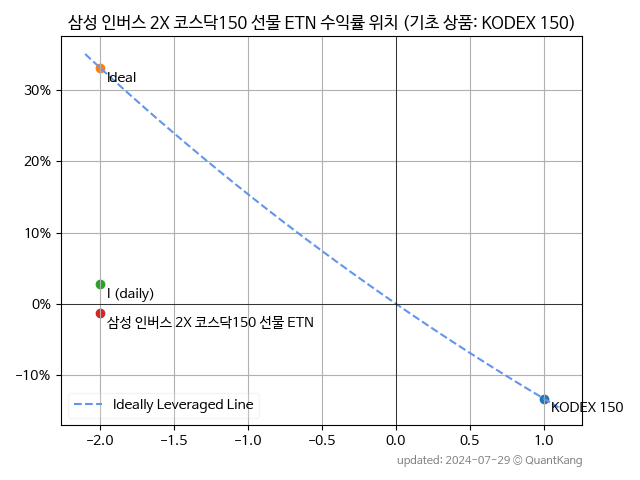 삼성 인버스 2X 코스닥150 선물 ETN 수익률 위치 (기초 상품: KODEX 150)
30%
20%
10%
0%
−10%
Ideal
I (daily)
삼성 인버스 2X 코스닥150 선물 ETN
KODEX 150
Ideally Leveraged Line
−2.0 −1.5 −1.0 −0.5 0.0 0.5 1.0
updated: 2024-07-29 © QuantKang